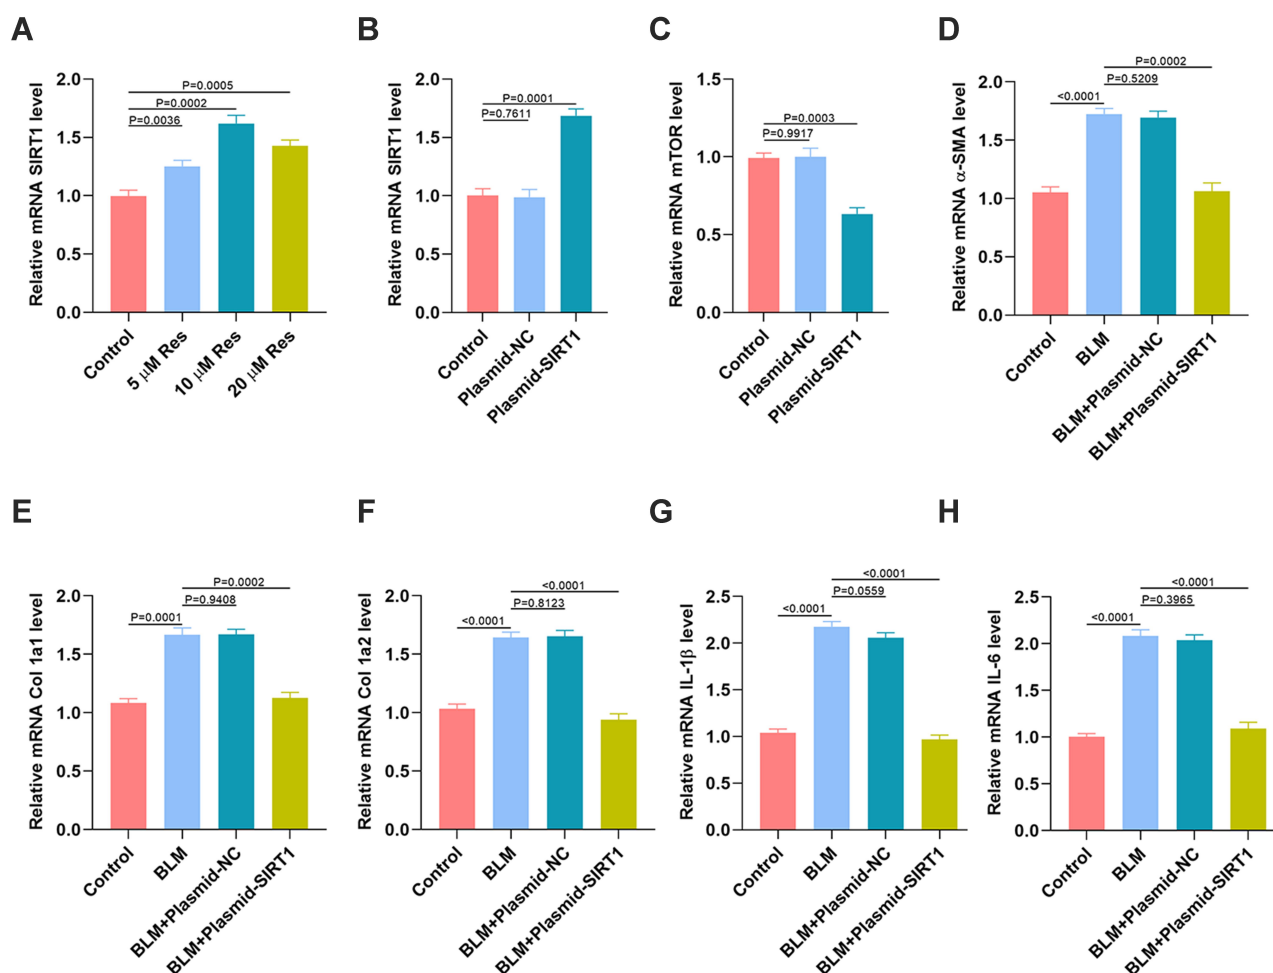 A
Relative mRNA SIRT1 level
2.0
1.5
1.0
0.5
0.0
P=0.0005
P=0.0002
P=0.0036
Control
5 μM Res
10 μM Res
20 μM Res
B
Relative mRNA SIRT1 level
2.0
1.5
1.0
0.5
0.0
P=0.0001
P=0.7611
Control
Plasmid-NC
Plasmid-SIRT1
C
Relative mRNA mTOR level
1.5
1.0
0.5
0.0
P=0.0003
P=0.9917
Control
Plasmid-NC
Plasmid-SIRT1
D
Relative mRNA α-SMA level
2.0
1.5
1.0
0.5
0.0
P=0.0002
P=0.5209
<0.0001
Control
BLM
BLM+Plasmid-NC
BLM+Plasmid-SIRT1
E
Relative mRNA Col 1a1 level
2.0
1.5
1.0
0.5
0.0
P=0.0002
P=0.9408
P=0.0001
Control
BLM
BLM+Plasmid-NC
BLM+Plasmid-SIRT1
F
Relative mRNA Col 1a2 level
2.0
1.5
1.0
0.5
0.0
<0.0001
P=0.8123
<0.0001
Control
BLM
BLM+Plasmid-NC
BLM+Plasmid-SIRT1
G
Relative mRNA IL-1β level
2.5
2.0
1.5
1.0
0.5
0.0
<0.0001
P=0.0559
<0.0001
Control
BLM
BLM+Plasmid-NC
BLM+Plasmid-SIRT1
H
Relative mRNA IL-6 level
2.5
2.0
1.5
1.0
0.5
0.0
<0.0001
P=0.3965
<0.0001
Control
BLM
BLM+Plasmid-NC
BLM+Plasmid-SIRT1